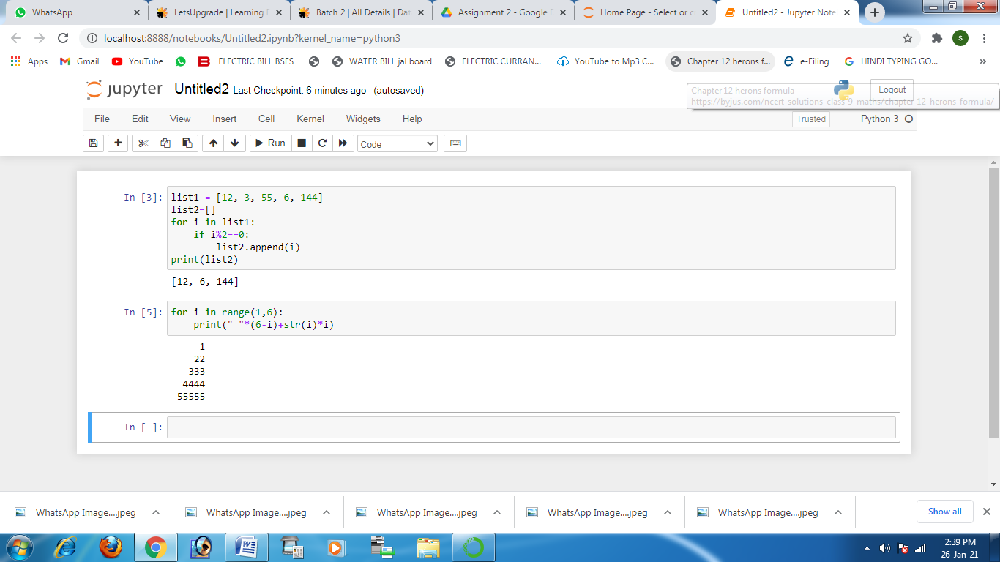 WhatsApp
LetsUpgrade | Learning E
Batch 2 | All Details | Dat
Assignment 2 - Google D
Home Page - Select or c
Untitled2 - Jupyter Note
localhost:8888/notebooks/Untitled2.ipynb?kernel_name=python3
S
Apps
Gmail
YouTube
B
ELECTRIC BILL BSES
WATER BILL jal board
ELECTRIC CURRAN...
YouTube to Mp3 C...
Chapter 12 herons f...
e-Filing
HINDI TYPING GO...
»
jupyter Untitled2 Last Checkpoint: 6 minutes ago (autosaved)
Chapter 12 herons formula
https://byjus.com/ncert-solutions-class-9-maths/chapter-12-herons-formula/
Logout
File Edit View Insert Cell Kernel Widgets Help
Trusted
Python 3
Run
Code
In [3]:
list1 = [12, 3, 55, 6, 144]
list2=[]
for i in list1:
    if i%2==0:
        list2.append(i)
print(list2)
[12, 6, 144]
In [5]:
for i in range(1,6):
    print(" "*(6-i)+str(i)*i)
     1
    22
   333
  4444
 55555
In [ ]:
WhatsApp Image....jpeg
WhatsApp Image....jpeg
WhatsApp Image....jpeg
WhatsApp Image....jpeg
WhatsApp Image....jpeg
Show all
2:39 PM
26-Jan-21